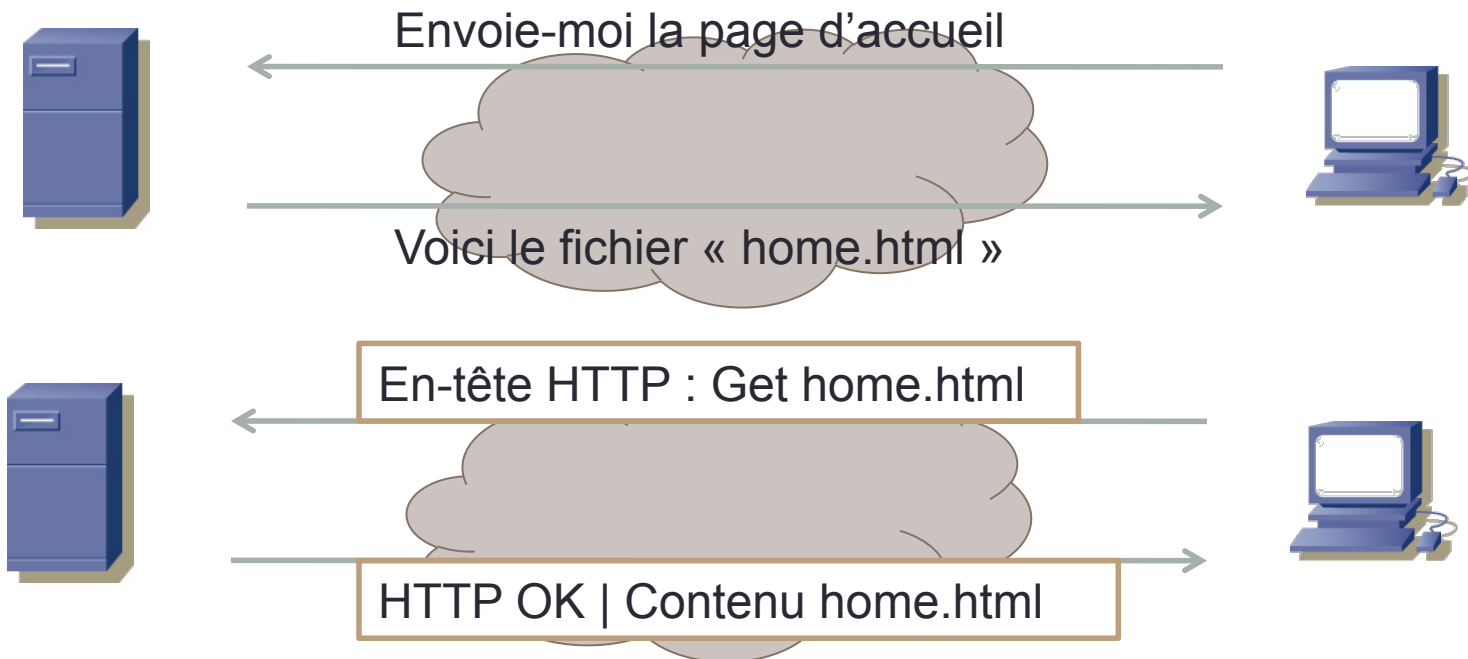 Envoie-moi la page d’accueil
Voici le fichier « home.html »
En-tête HTTP : Get home.html
HTTP OK | Contenu home.html